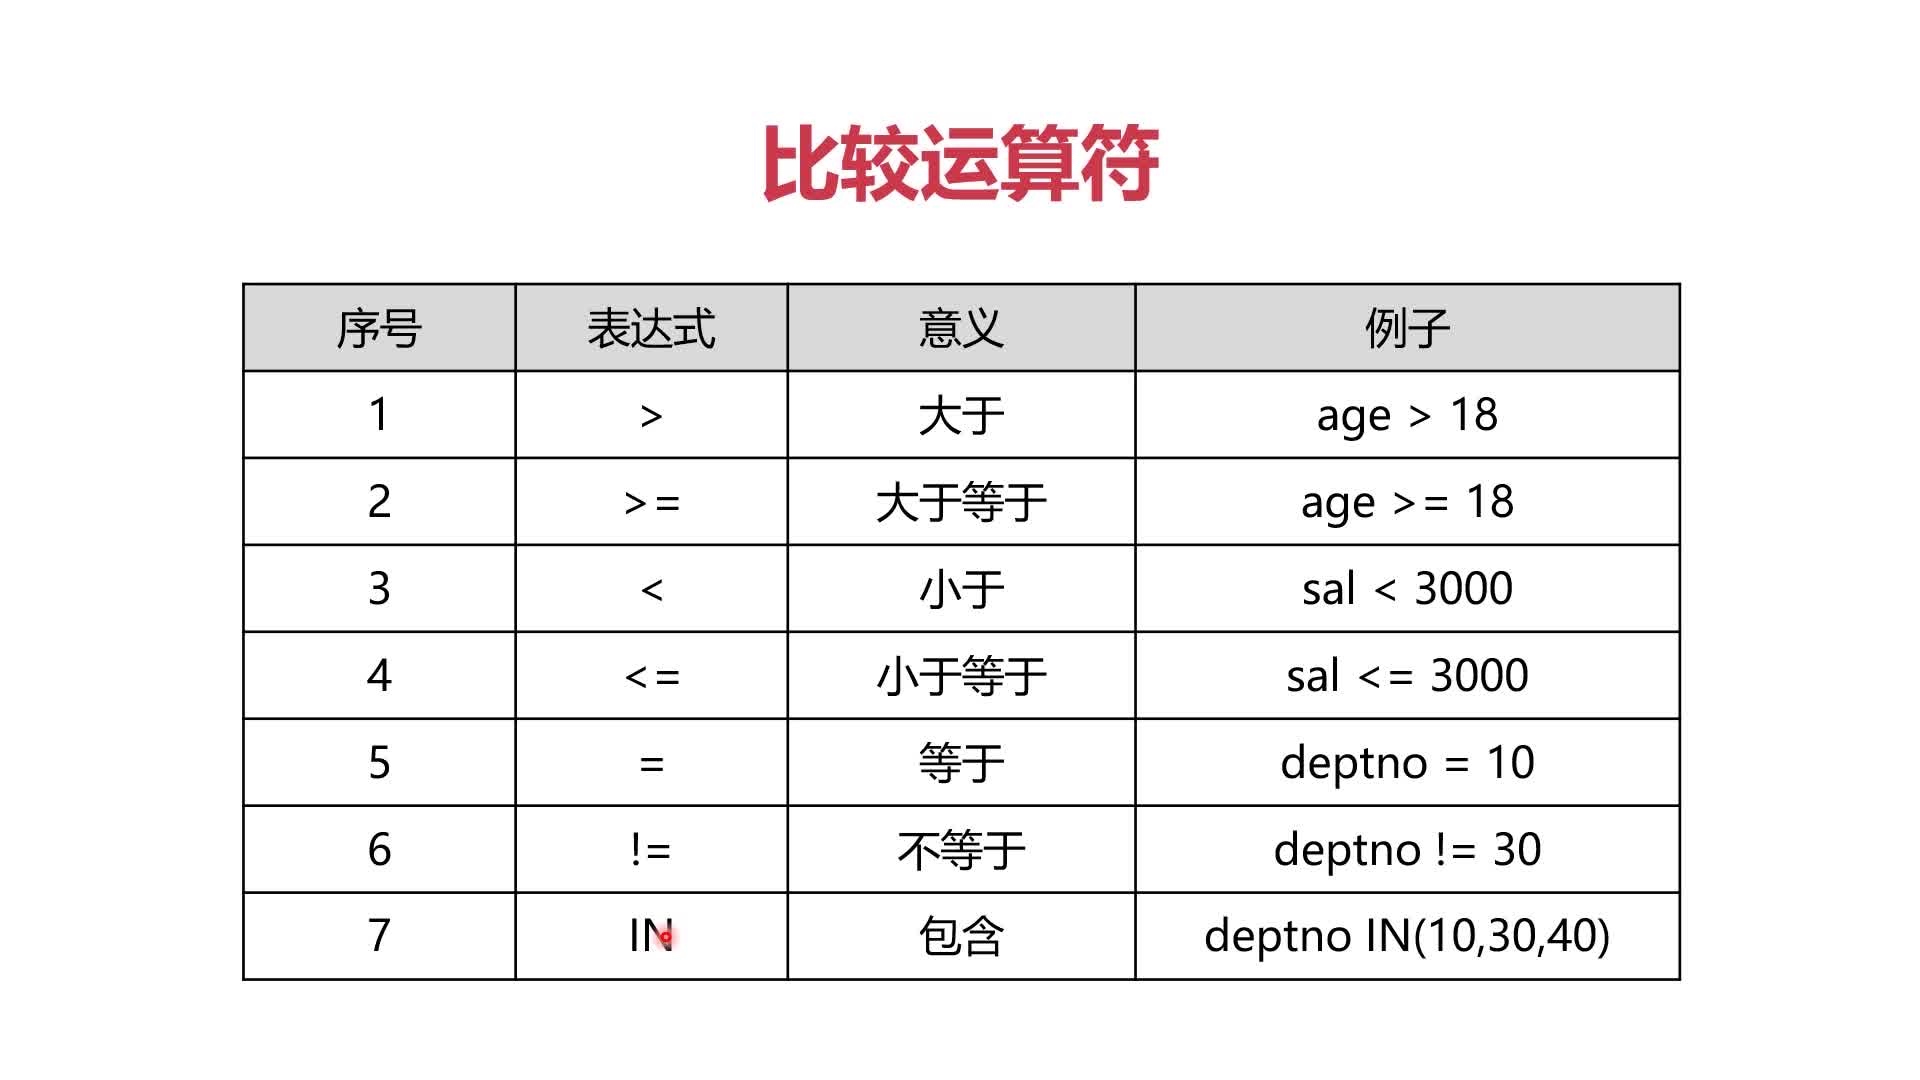 比较运算符
序号 表达式 意义 例子
1 > 大于 age > 18
2 >= 大于等于 age >= 18
3 < 小于 sal < 3000
4 <= 小于等于 sal <= 3000
5 = 等于 deptno = 10
6 != 不等于 deptno != 30
7 IN 包含 deptno IN(10,30,40)